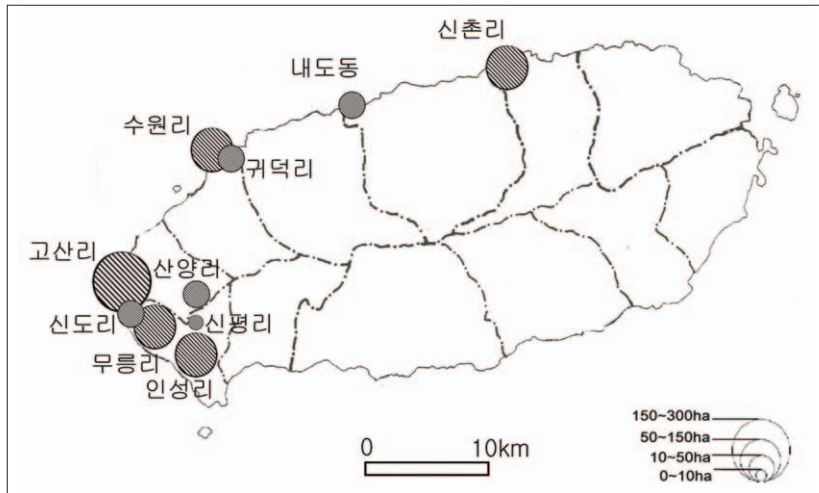 신촌리
내도동
수원리
귀덕리
고산리
산양리
신도리
신평리
무릉리
인성리
0 10km
150~300ha
50~150ha
10~50ha
0~10ha